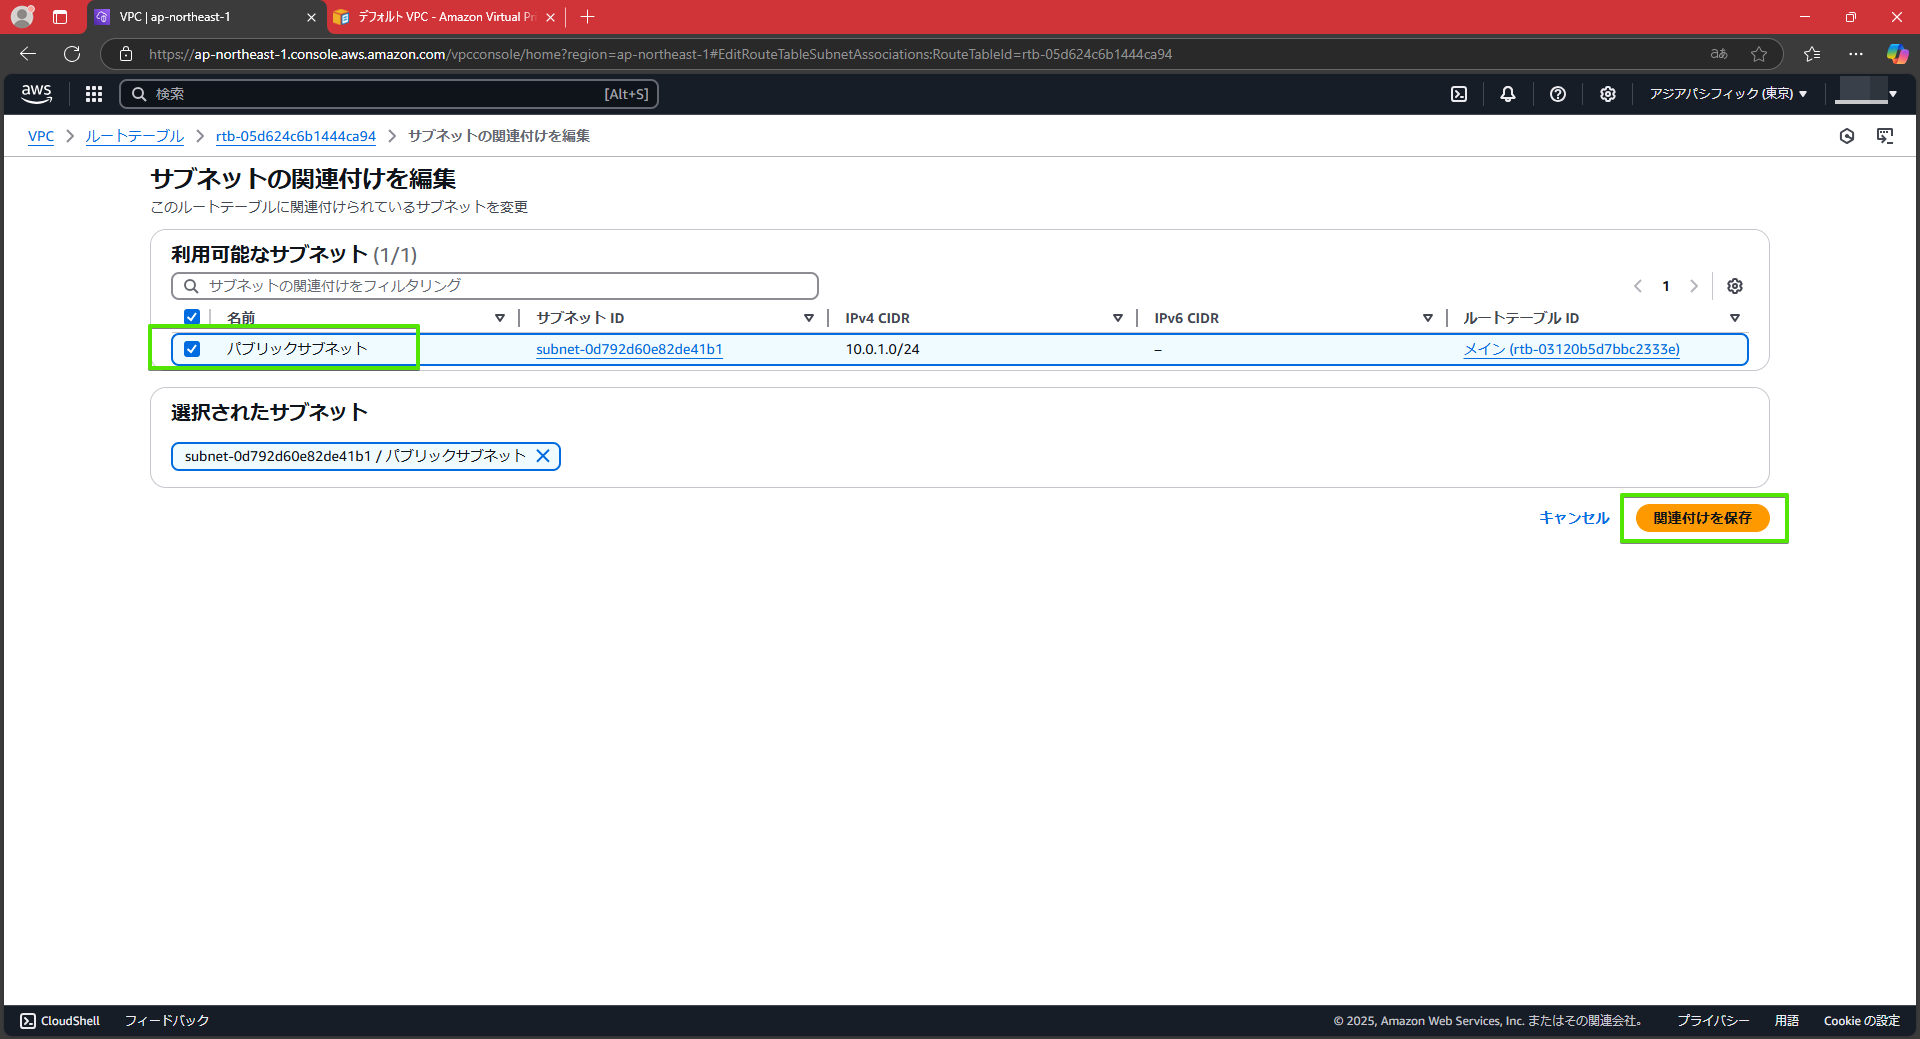 VPC | ap-northeast-1
デフォルト VPC - Amazon Virtual Pri
https://ap-northeast-1.console.aws.amazon.com/vpcconsole/home?region=ap-northeast-1#EditRouteTableSubnetAssociations:RouteTableId=rtb-05d624c6b1444ca94
aあ
aws
検索
[Alt+S]
アジアパシフィック (東京)
VPC
ルートテーブル
rtb-05d624c6b1444ca94
サブネットの関連付けを編集
サブネットの関連付けを編集
このルートテーブルに関連付けられているサブネットを変更
利用可能なサブネット (1/1)
サブネットの関連付けをフィルタリング
1
名前 サブネット ID IPv4 CIDR IPv6 CIDR ルートテーブル ID
パブリックサブネット subnet-0d792d60e82de41b1 10.0.1.0/24 – メイン (rtb-03120b5d7bbc2333e)
選択されたサブネット
subnet-0d792d60e82de41b1 / パブリックサブネット
キャンセル 関連付けを保存
CloudShell フィードバック © 2025, Amazon Web Services, Inc. またはその関連会社。 プライバシー 用語 Cookie の設定